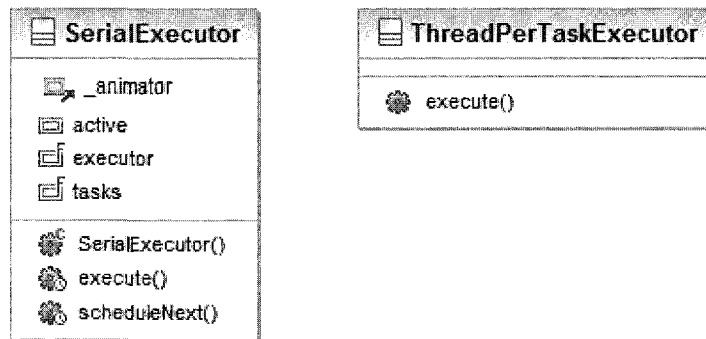 SerialExecutor
_animator
active
executor
tasks
SerialExecutor()
execute()
scheduleNext()
ThreadPerTaskExecutor
execute()